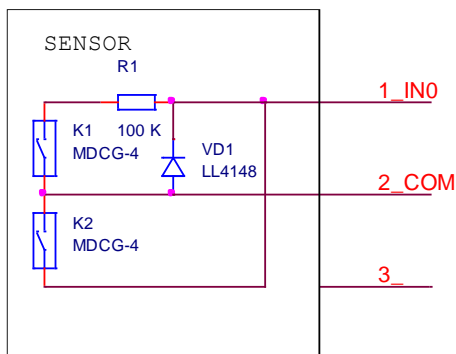 SENSOR
R1
1_IN0
K1
100 K
MDCG-4
VD1
LL4148
2_COM
K2
MDCG-4
3_